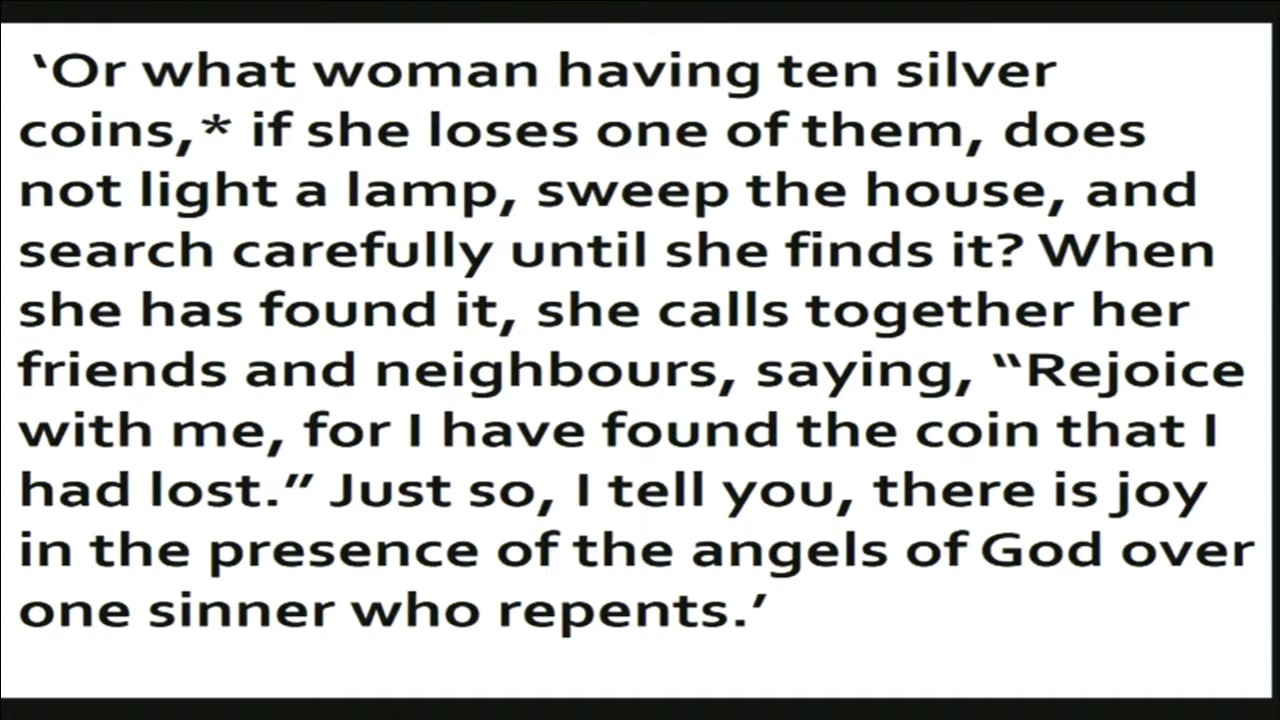 ‘Or what woman having ten silver
coins,* if she loses one of them, does
not light a lamp, sweep the house, and
search carefully until she finds it? When
she has found it, she calls together her
friends and neighbours, saying, “Rejoice
with me, for I have found the coin that I
had lost.” Just so, I tell you, there is joy
in the presence of the angels of God over
one sinner who repents.’